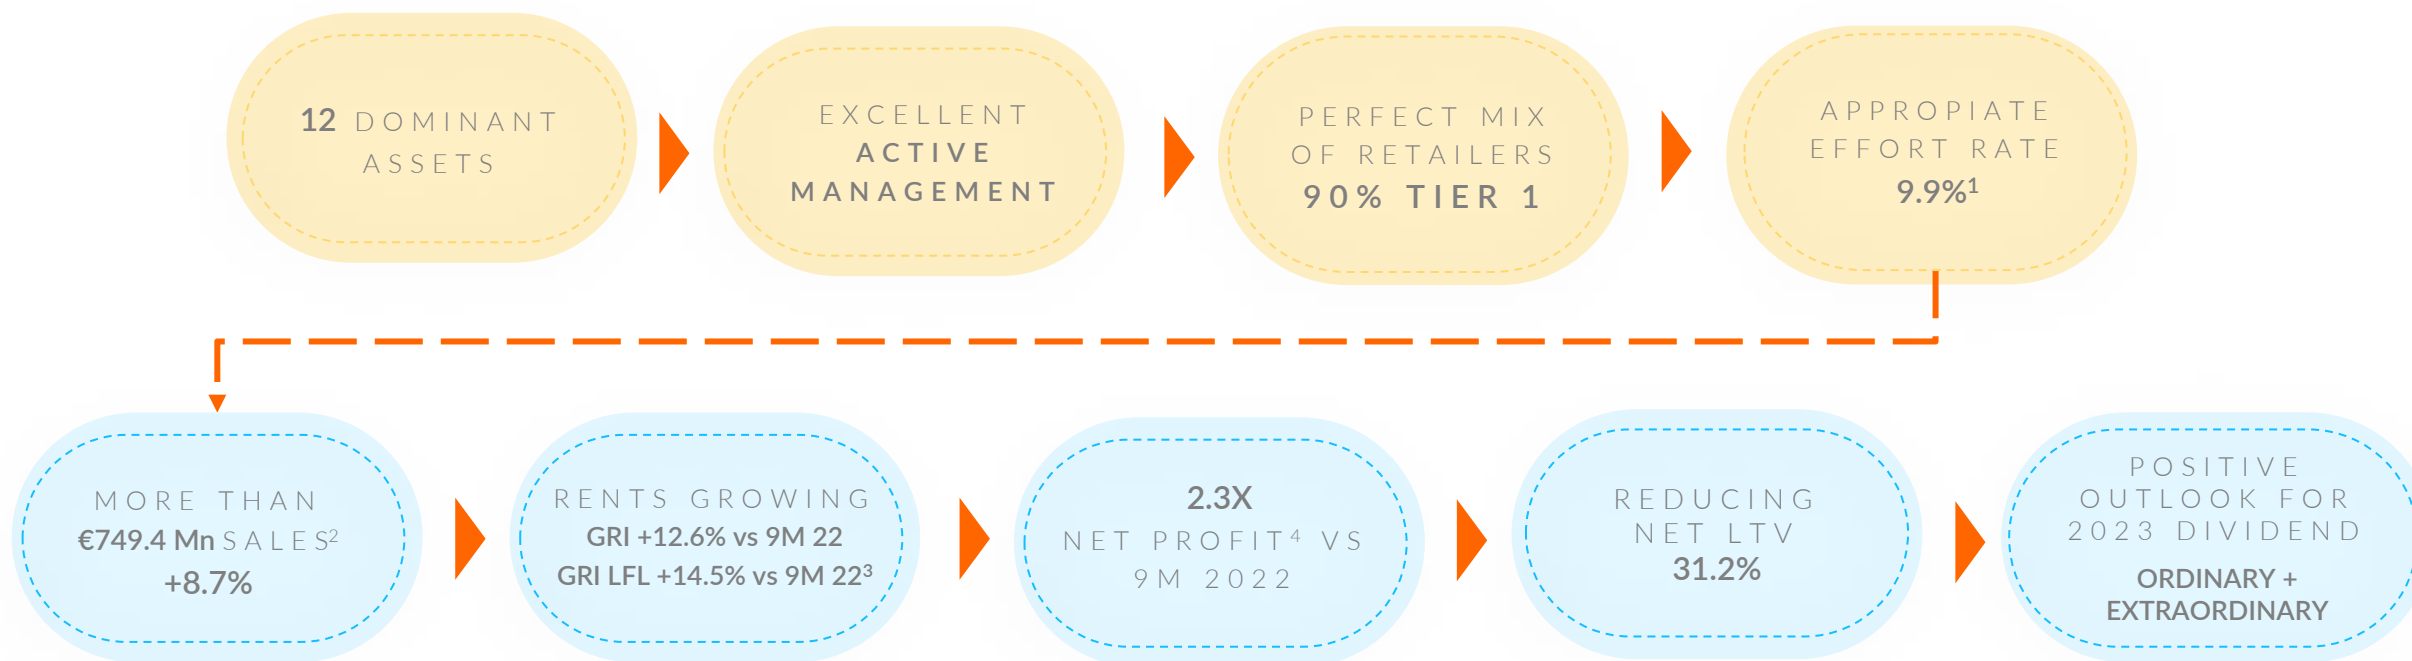 12 DOMINANT
ASSETS
EXCELLENT
ACTIVE
MANAGEMENT
PERFECT MIX
OF RETAILERS
90% TIER 1
APPROPIATE
EFFORT RATE
9.9%¹
MORE THAN
€749.4 Mn SALES²
+8.7%
RENTS GROWING
GRI +12.6% vs 9M 22
GRI LFL +14.5% vs 9M 22³
2.3X
NET PROFIT⁴ VS
9M 2022
REDUCING
NET LTV
31.2%
POSITIVE
OUTLOOK FOR
2023 DIVIDEND
ORDINARY +
EXTRAORDINARY